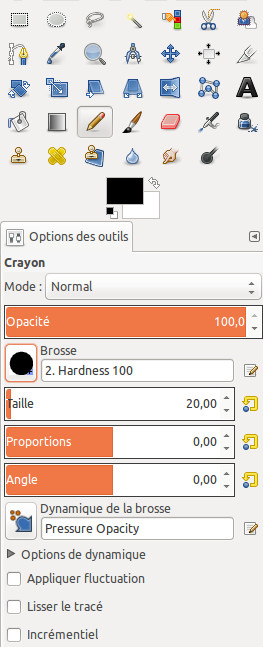 Options des outils
Crayon
Mode : Normal
Opacité 100,0
Brosse
2. Hardness 100
Taille 20,00
Proportions 0,00
Angle 0,00
Dynamique de la brosse
Pressure Opacity
Options de dynamique
Appliquer fluctuation
Lisser le tracé
Incrémentiel